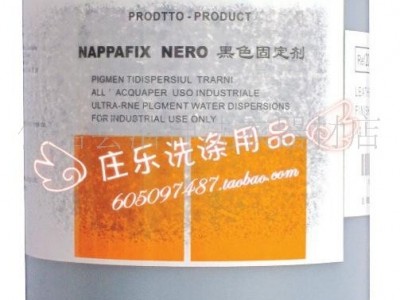 PRODTTO - PRODUCT
NAPPAFIX NERO 黑色固定剂
PIGMEN TIDISPERSIUL TRARNI
ALL' ACQUAPER USO INDUSTRIALE
ULTRA-RNE PLGMENT WATER DISPERSIONS
FOR INDUSTRIAL USE ONLY
庄乐洗涤用品
605097487.taobao.com